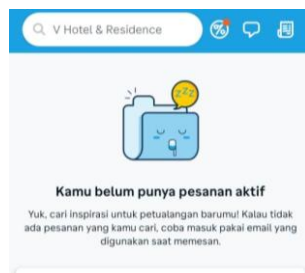 V Hotel & Residence
zzz
Kamu belum punya pesanan aktif
Yuk, cari inspirasi untuk petualangan barumu! Kalau tidak
ada pesanan yang kamu cari, coba masuk pakai email yang
digunakan saat memesan.